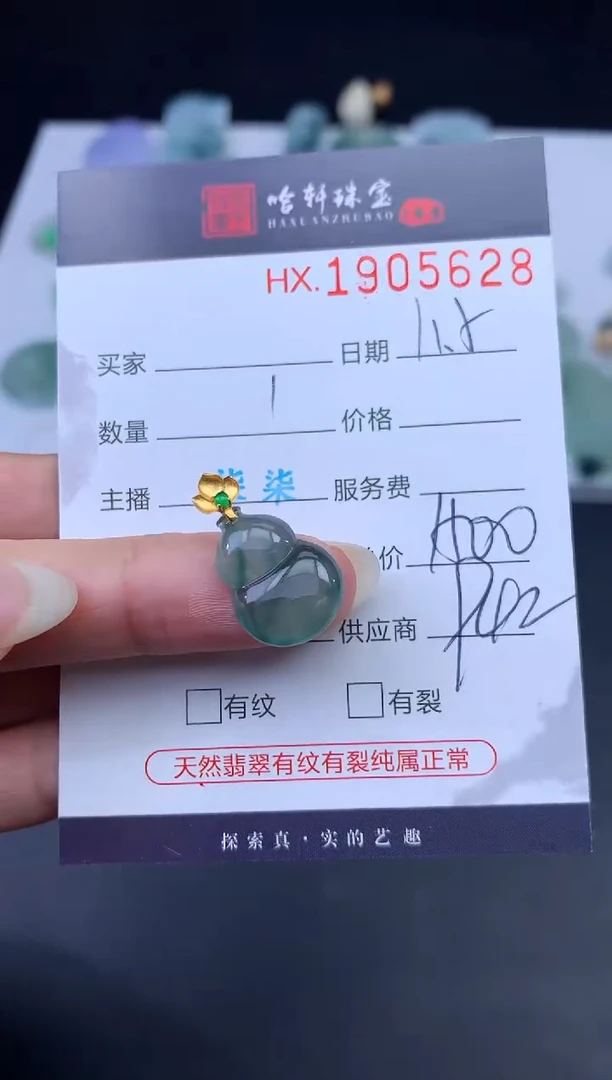 哈轩珠宝
HAXUANZHUBAO
HX.1905628
买家 日期 11.8
数量 1 价格
主播 柒柒 服务费
价
供应商
有纹 有裂
天然翡翠有纹有裂纯属正常
探索真·实的艺趣